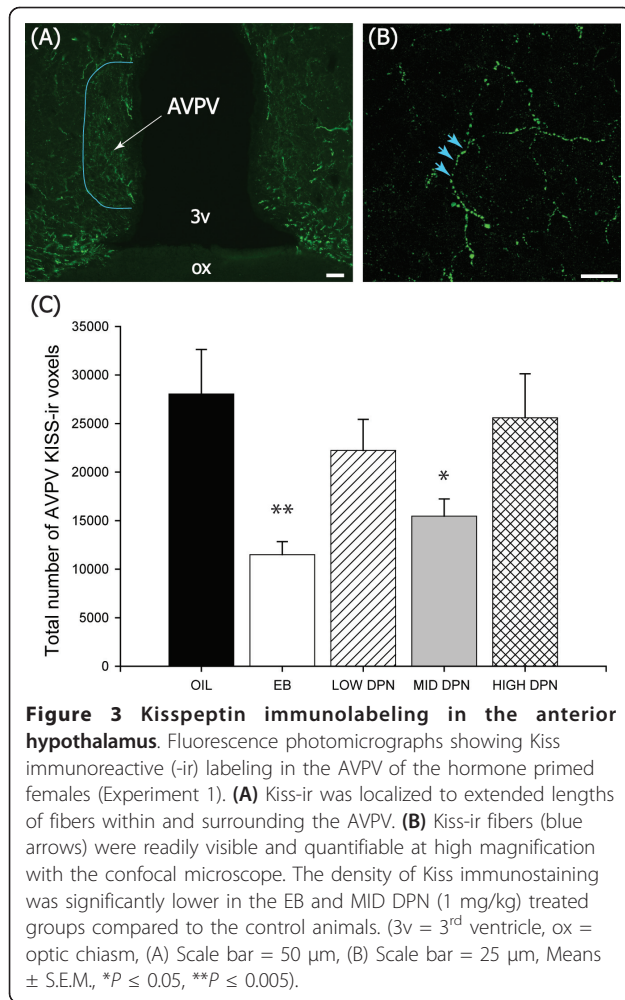 (A)
(B)
AVPV
3v
ox
(C)
Total number of AVPV KISS-ir voxels
35000
30000
25000
20000
15000
10000
5000
0
**
*
OIL EB LOW DPN MID DPN HIGH DPN
Figure 3 Kisspeptin immunolabeling in the anterior
hypothalamus. Fluorescence photomicrographs showing Kiss
immunoreactive (-ir) labeling in the AVPV of the hormone primed
females (Experiment 1). (A) Kiss-ir was localized to extended lengths
of fibers within and surrounding the AVPV. (B) Kiss-ir fibers (blue
arrows) were readily visible and quantifiable at high magnification
with the confocal microscope. The density of Kiss immunostaining
was significantly lower in the EB and MID DPN (1 mg/kg) treated
groups compared to the control animals. (3v = 3rd ventricle, ox =
optic chiasm, (A) Scale bar = 50 μm, (B) Scale bar = 25 μm, Means
± S.E.M., *P ≤ 0.05, **P ≤ 0.005).